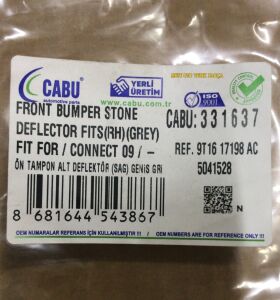 CABU
automotive parts
YERLİ
ÜRETİM
www.cabu.com.tr
ISO
9001
FRONT BUMPER STONE
DEFLECTOR FITS(RH)(GREY)
FIT FOR / CONNECT 09 / -
CABU: 331637
REF. 9T16 17198 AC
5041528
ÖN TAMPON ALT DEFLEKTÖR (SAG) GENİS GRİ
8 681644 543867
N
OEM NUMARALAR REFERANS İÇİN KULLANILMIŞTIR !!! / OEM NUMBERS ARE FOR REFERENCE ONLY !!!